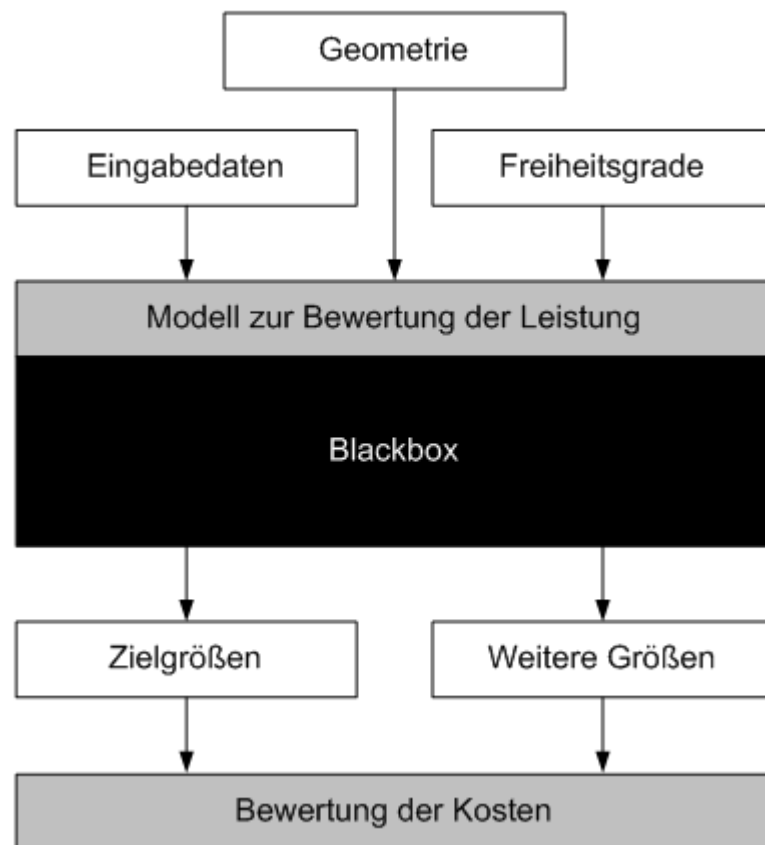 Geometrie
Eingabedaten
Freiheitsgrade
Modell zur Bewertung der Leistung
Blackbox
Zielgrößen
Weitere Größen
Bewertung der Kosten